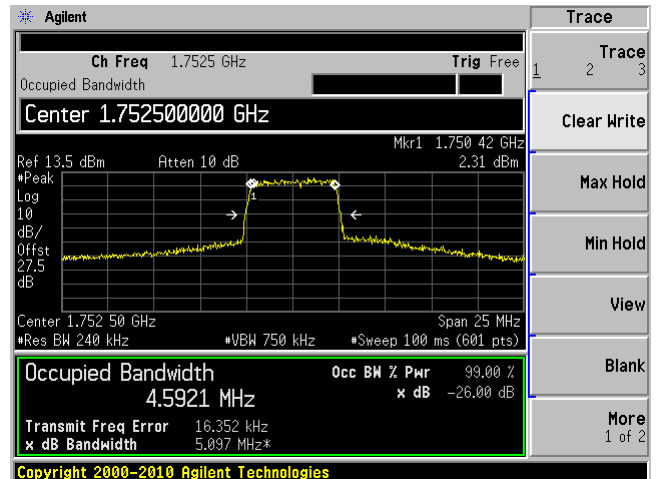 Agilent
Trace
Ch Freq 1.7525 GHz Trig Free
Occupied Bandwidth
Center 1.752500000 GHz
Mkr1 1.750 42 GHz
Ref 13.5 dBm Atten 10 dB 2.31 dBm
#Peak
Log
10
dB/
Offst
27.5
dB
1
Center 1.752 50 GHz Span 25 MHz
#Res BW 240 kHz #VBW 750 kHz #Sweep 100 ms (601 pts)
Occupied Bandwidth Occ BW % Pwr 99.00 %
4.5921 MHz x dB -26.00 dB
Transmit Freq Error 16.352 kHz
x dB Bandwidth 5.097 MHz*
Copyright 2000-2010 Agilent Technologies
Trace
1 2 3
Clear Write
Max Hold
Min Hold
View
Blank
More
1 of 2